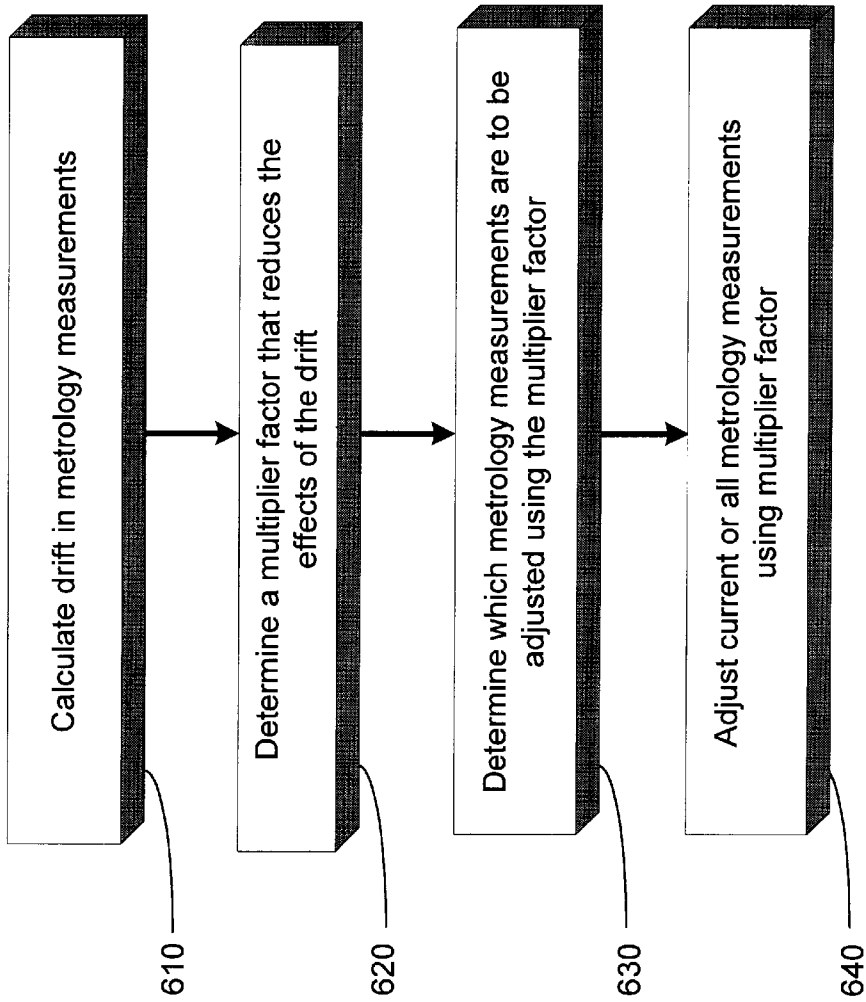 Calculate drift in metrology measurements
610
Determine a multiplier factor that reduces the
effects of the drift
620
Determine which metrology measurements are to be
adjusted using the multiplier factor
630
Adjust current or all metrology measurements
using multiplier factor
640